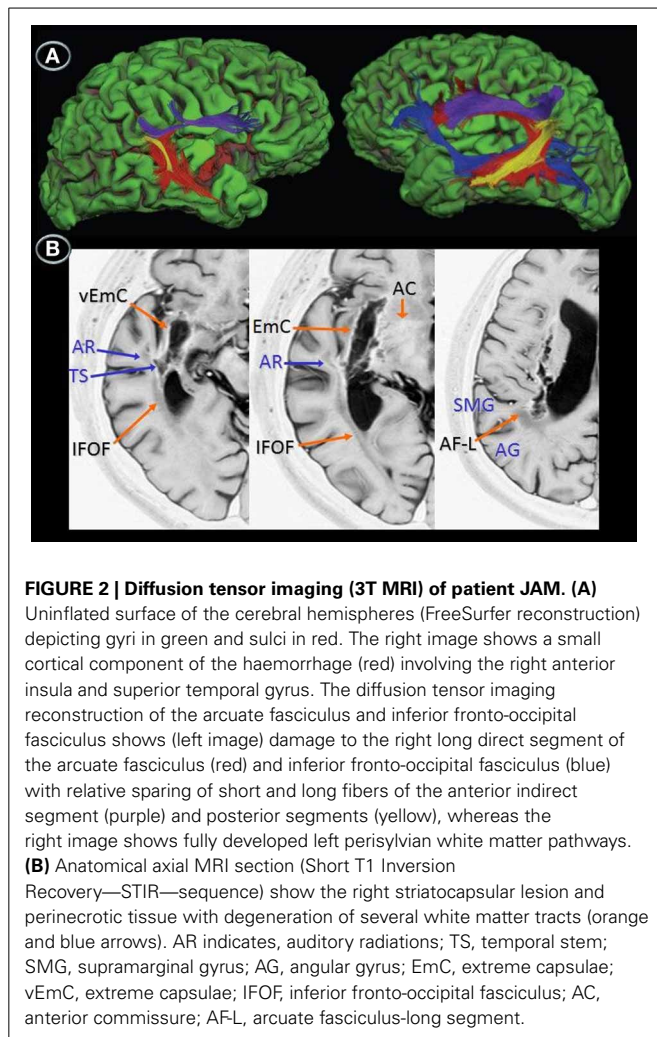 A
B
vEmC
AR
TS
IFOF
EmC
AC
AR
IFOF
SMG
AF-L
AG
FIGURE 2 | Diffusion tensor imaging (3T MRI) of patient JAM. (A)
Uninflated surface of the cerebral hemispheres (FreeSurfer reconstruction)
depicting gyri in green and sulci in red. The right image shows a small
cortical component of the haemorrhage (red) involving the right anterior
insula and superior temporal gyrus. The diffusion tensor imaging
reconstruction of the arcuate fasciculus and inferior fronto-occipital
fasciculus shows (left image) damage to the right long direct segment of
the arcuate fasciculus (red) and inferior fronto-occipital fasciculus (blue)
with relative sparing of short and long fibers of the anterior indirect
segment (purple) and posterior segments (yellow), whereas the
right image shows fully developed left perisylvian white matter pathways.
(B) Anatomical axial MRI section (Short T1 Inversion
Recovery—STIR—sequence) show the right striatocapsular lesion and
perinecrotic tissue with degeneration of several white matter tracts (orange
and blue arrows). AR indicates, auditory radiations; TS, temporal stem;
SMG, supramarginal gyrus; AG, angular gyrus; EmC, extreme capsulae;
vEmC, extreme capsulae; IFOF, inferior fronto-occipital fasciculus; AC,
anterior commissure; AF-L, arcuate fasciculus-long segment.